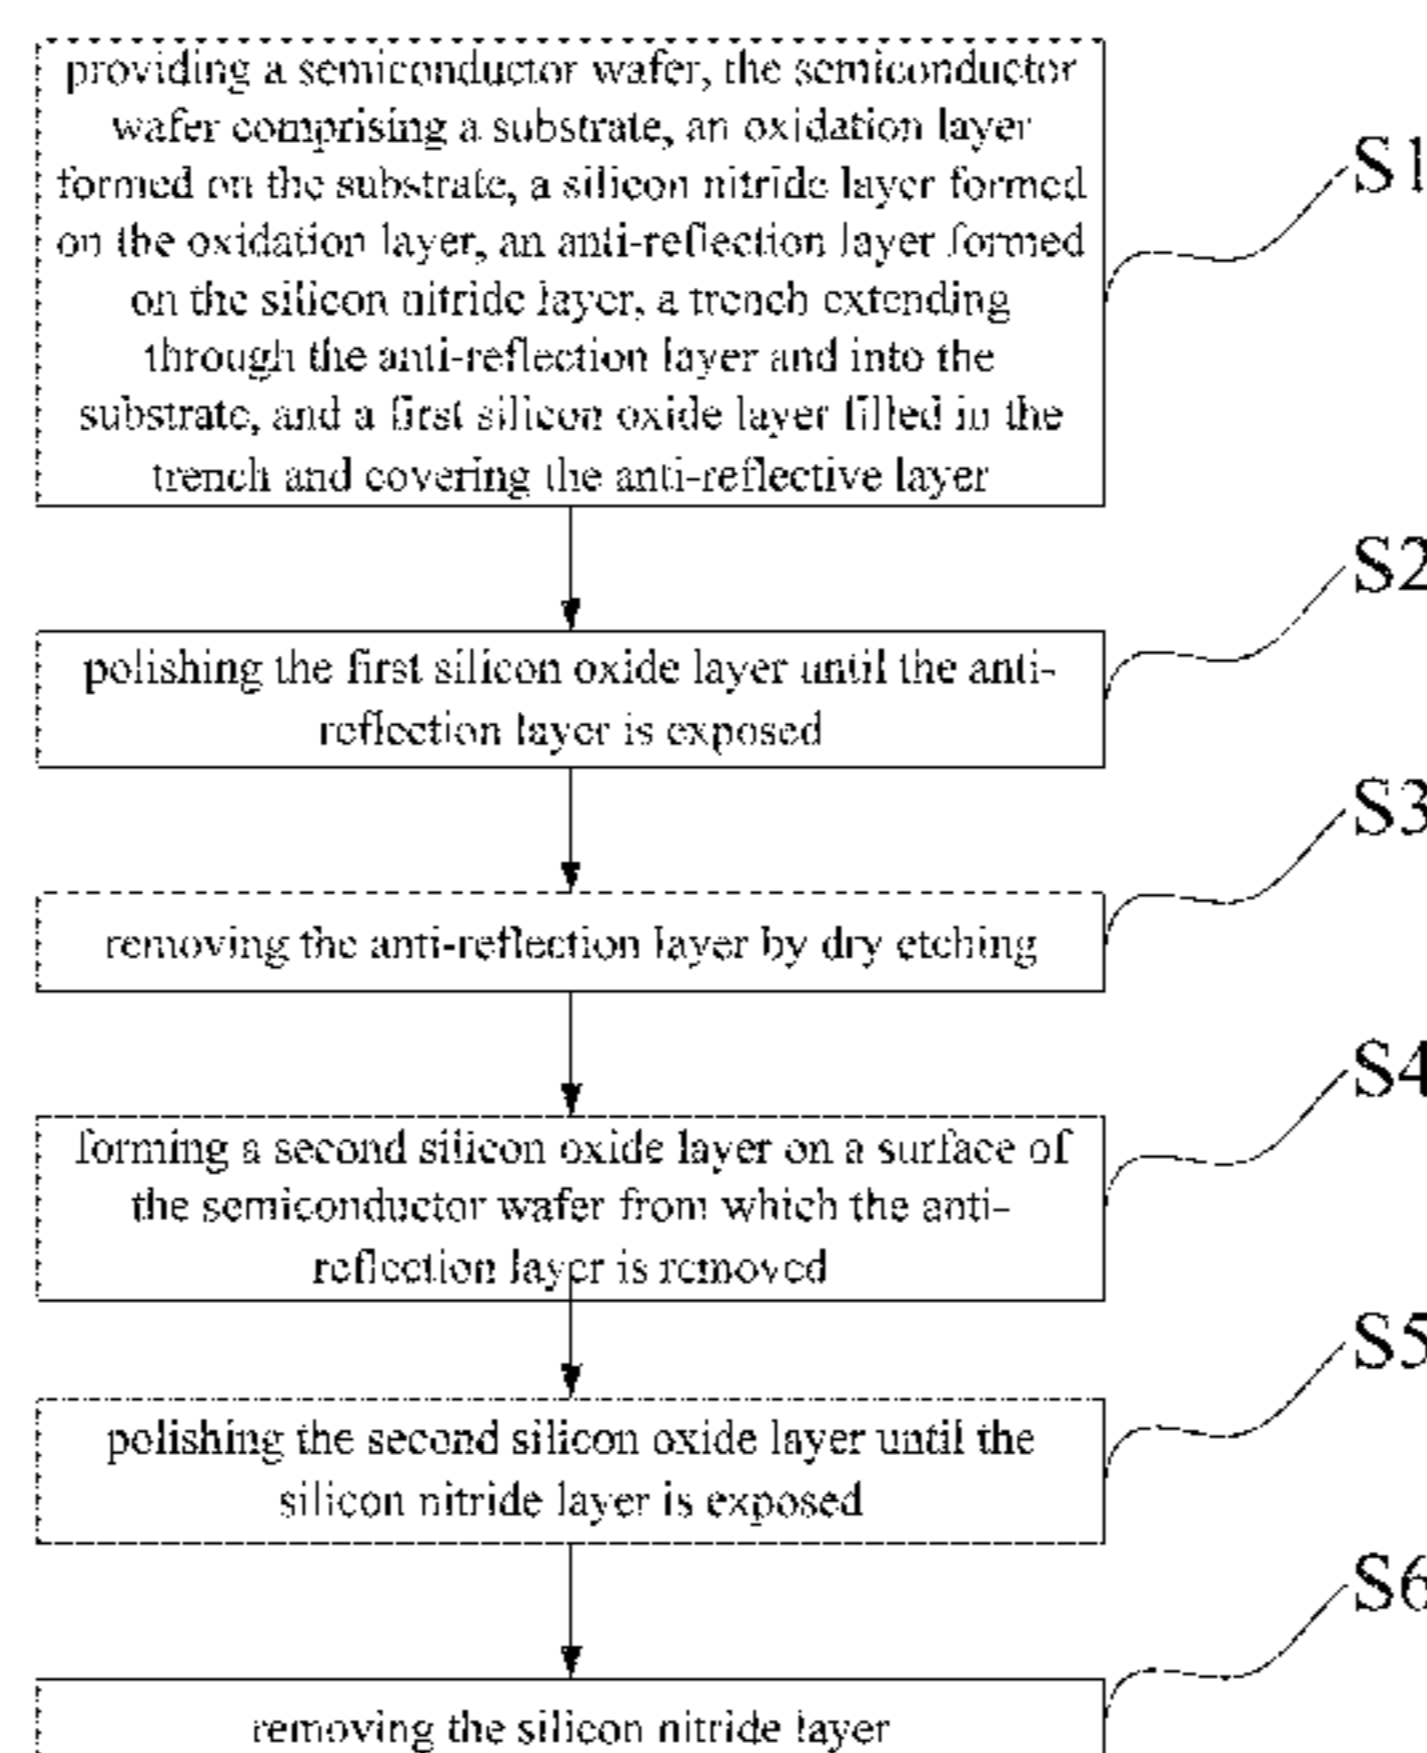 providing a semiconductor wafer, the semiconductor
wafer comprising a substrate, an oxidation layer
formed on the substrate, a silicon nitride layer formed
on the oxidation layer, an anti-reflection layer formed
on the silicon nitride layer, a trench extending
through the anti-reflection layer and into the
substrate, and a first silicon oxide layer filled in the
trench and covering the anti-reflective layer
S1
polishing the first silicon oxide layer until the anti-
reflection layer is exposed
S2
removing the anti-reflection layer by dry etching
S3
forming a second silicon oxide layer on a surface of
the semiconductor wafer from which the anti-
reflection layer is removed
S4
polishing the second silicon oxide layer until the
silicon nitride layer is exposed
S5
removing the silicon nitride layer
S6